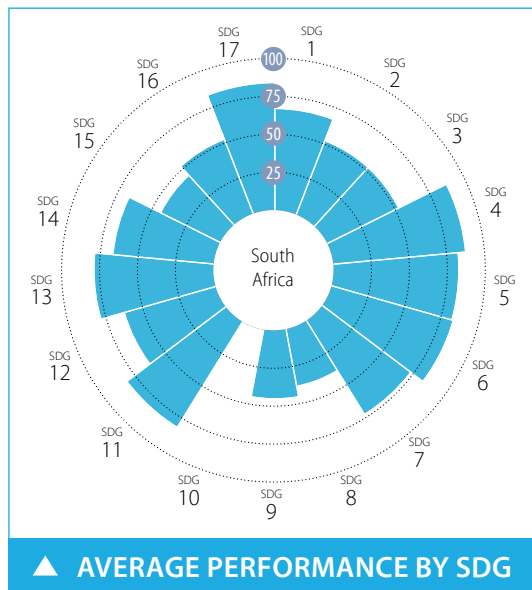 SDG
1
SDG
2
SDG
3
SDG
4
SDG
5
SDG
6
SDG
7
SDG
8
SDG
9
SDG
10
SDG
11
SDG
12
SDG
13
SDG
14
SDG
15
SDG
16
SDG
17
100
75
50
25
South
Africa
AVERAGE PERFORMANCE BY SDG